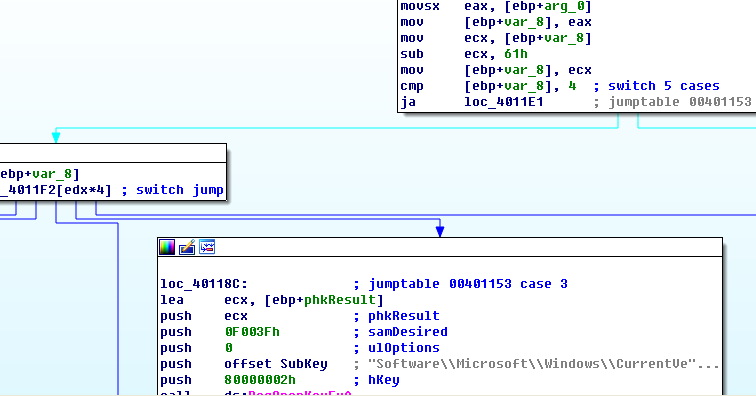 movsx eax, [ebp+arg_0]
mov [ebp+var_8], eax
mov ecx, [ebp+var_8]
sub ecx, 61h
mov [ebp+var_8], ecx
cmp [ebp+var_8], 4 ; switch 5 cases
ja loc_4011E1 ; jumptable 00401153
ebp+var_8]
_4011F2[edx*4] ; switch jump
loc_40118C: ; jumptable 00401153 case 3
lea ecx, [ebp+phkResult]
push ecx ; phkResult
push 0F003Fh ; samDesired
push 0 ; ulOptions
push offset SubKey ; "Software\\Microsoft\\Windows\\CurrentVe"...
push 80000002h ; hKey
call ds:RegOpenKeyExA